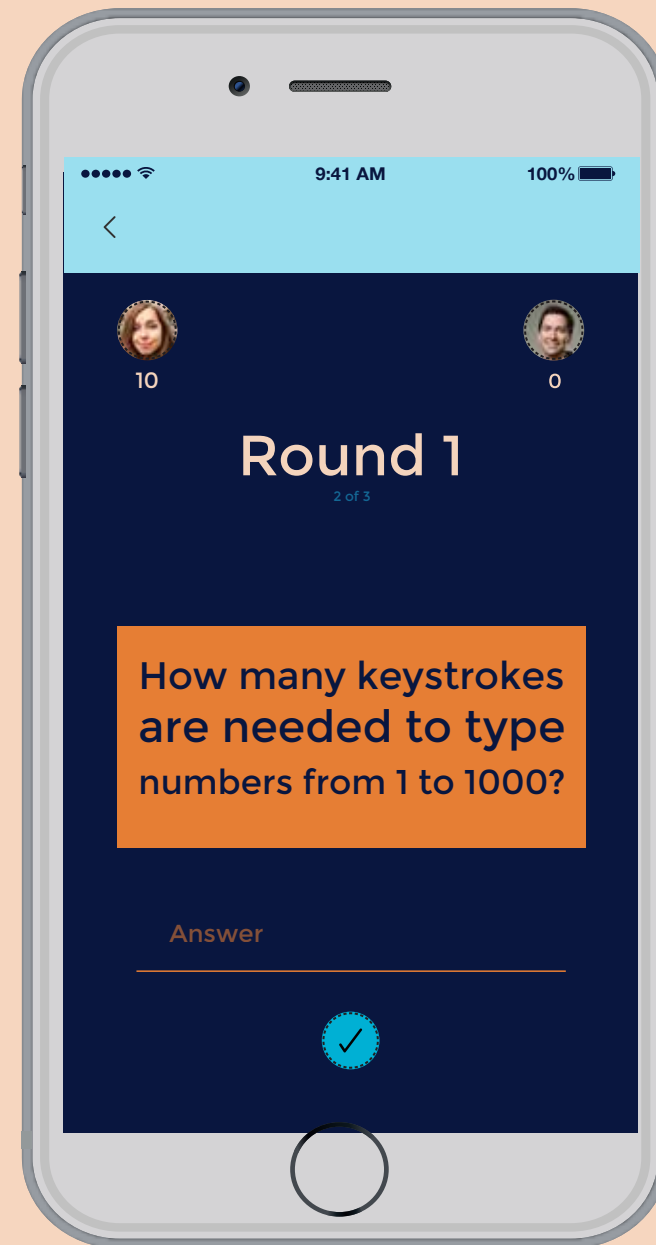 9:41 AM 100%
10 0
Round 1
2 of 3
How many keystrokes
are needed to type
numbers from 1 to 1000?
Answer